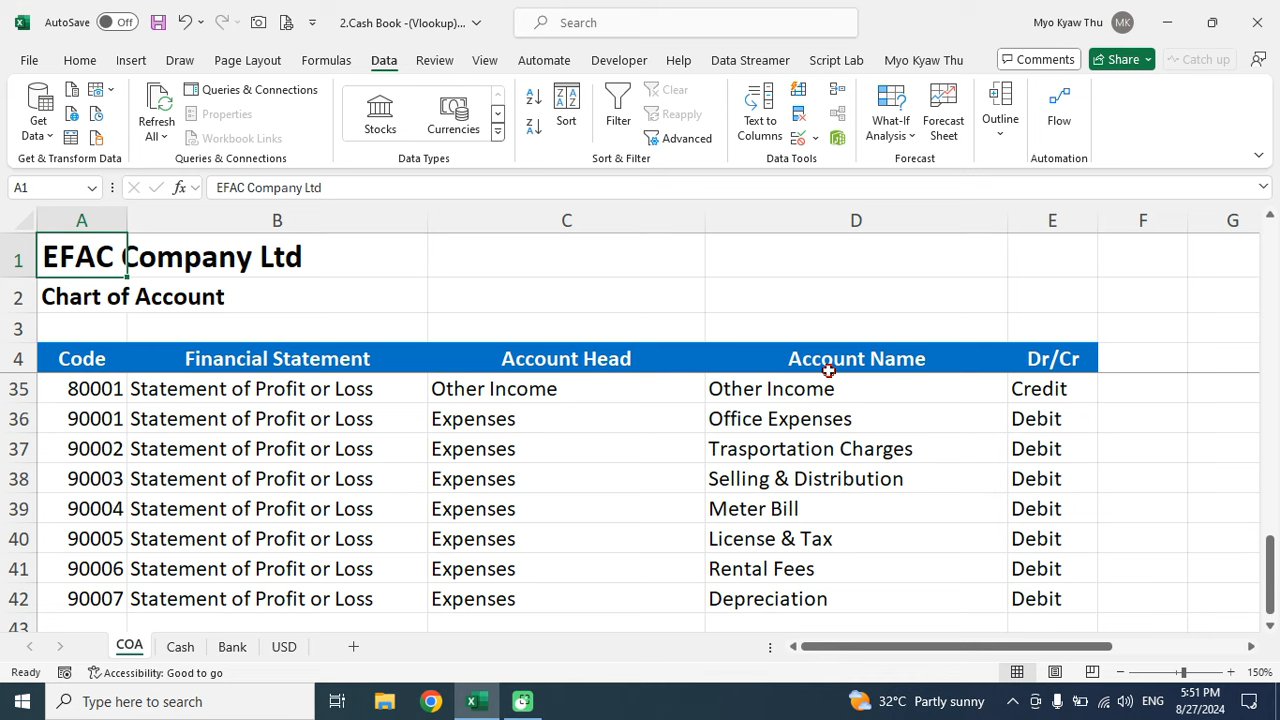 AutoSave Off 2.Cash Book -(Vlookup)... Search Myo Kyaw Thu MK
File Home Insert Draw Page Layout Formulas Data Review View Automate Developer Help Data Streamer Script Lab Myo Kyaw Thu Comments Share Catch up
Get Data
Refresh All
Queries & Connections
Properties
Workbook Links
Stocks
Currencies
Sort
Filter
Clear
Reapply
Advanced
Text to Columns
What-If Analysis
Forecast Sheet
Outline
Flow
Get & Transform Data Queries & Connections Data Types Sort & Filter Data Tools Forecast Automation
A1 fx EFAC Company Ltd
A B C D E F G
1 EFAC Company Ltd
2 Chart of Account
3
4 Code Financial Statement Account Head Account Name Dr/Cr
35 80001 Statement of Profit or Loss Other Income Other Income Credit
36 90001 Statement of Profit or Loss Expenses Office Expenses Debit
37 90002 Statement of Profit or Loss Expenses Trasportation Charges Debit
38 90003 Statement of Profit or Loss Expenses Selling & Distribution Debit
39 90004 Statement of Profit or Loss Expenses Meter Bill Debit
40 90005 Statement of Profit or Loss Expenses License & Tax Debit
41 90006 Statement of Profit or Loss Expenses Rental Fees Debit
42 90007 Statement of Profit or Loss Expenses Depreciation Debit
43
COA Cash Bank USD
Ready Accessibility: Good to go 150%
Type here to search 32°C Partly sunny ENG 5:51 PM
8/27/2024